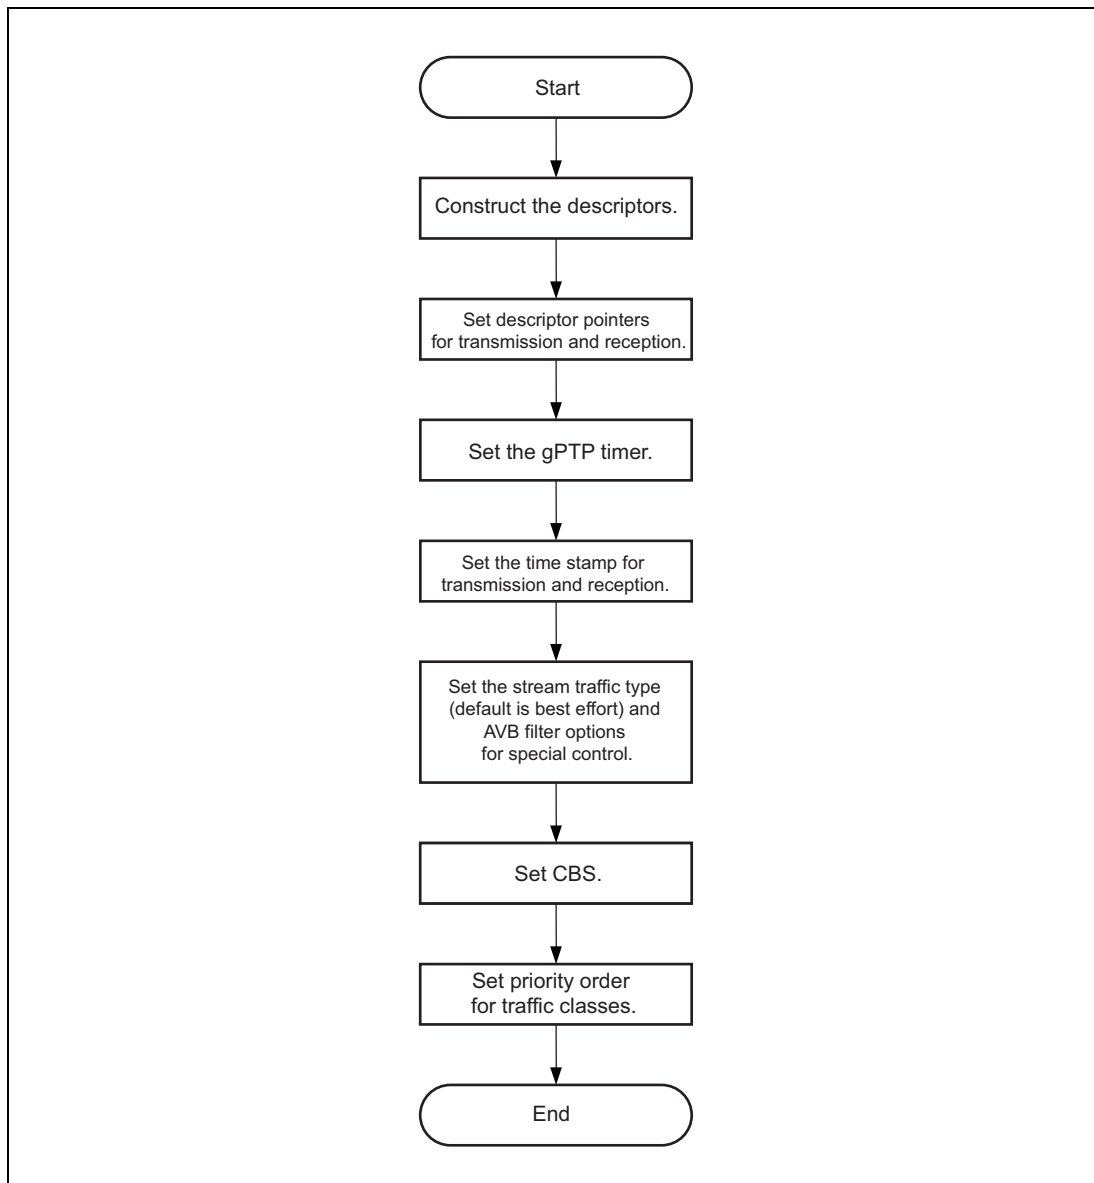 Start
Construct the descriptors.
Set descriptor pointers
for transmission and reception.
Set the gPTP timer.
Set the time stamp for
transmission and reception.
Set the stream traffic type
(default is best effort) and
AVB filter options
for special control.
Set CBS.
Set priority order
for traffic classes.
End